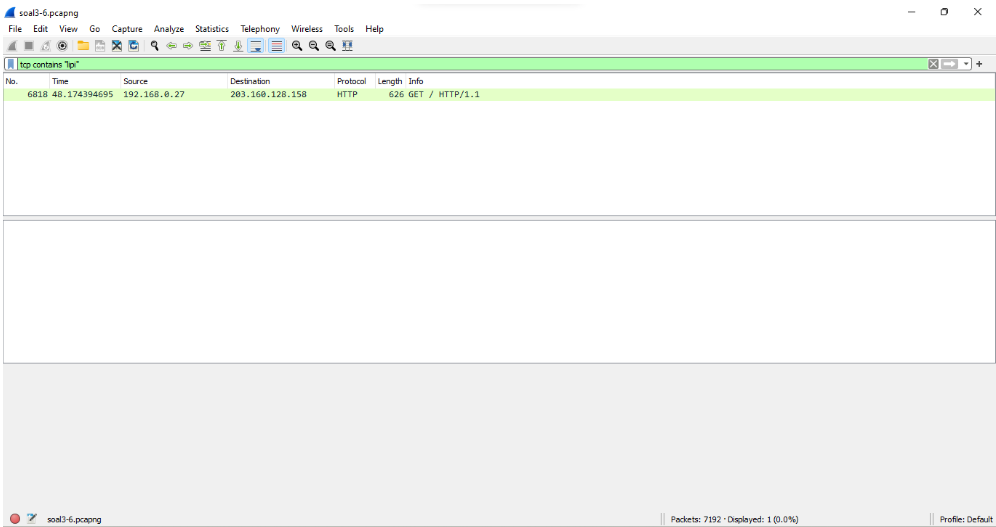 soal3-6.pcapng
File Edit View Go Capture Analyze Statistics Telephony Wireless Tools Help
tcp contains "lipi"
No. Time Source Destination Protocol Length Info
6818 48.174394695 192.168.0.27 203.160.128.158 HTTP 626 GET / HTTP/1.1
soal3-6.pcapng Packets: 7192 · Displayed: 1 (0.0%) Profile: Default